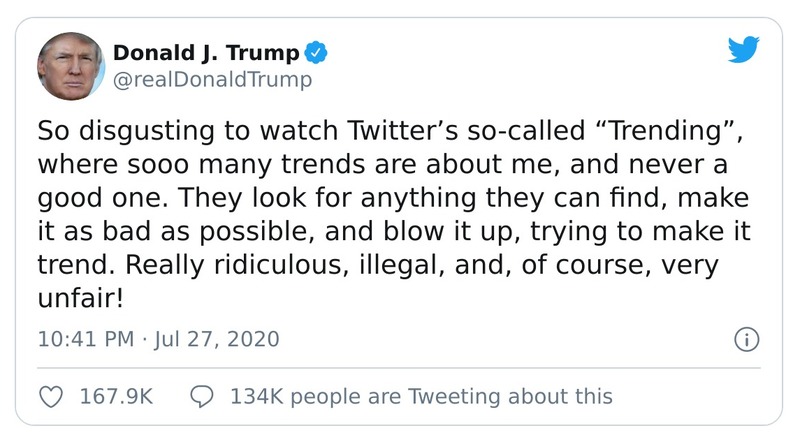 Donald J. Trump
@realDonaldTrump
So disgusting to watch Twitter’s so-called “Trending”,
where sooo many trends are about me, and never a
good one. They look for anything they can find, make
it as bad as possible, and blow it up, trying to make it
trend. Really ridiculous, illegal, and, of course, very
unfair!
10:41 PM · Jul 27, 2020
167.9K 134K people are Tweeting about this